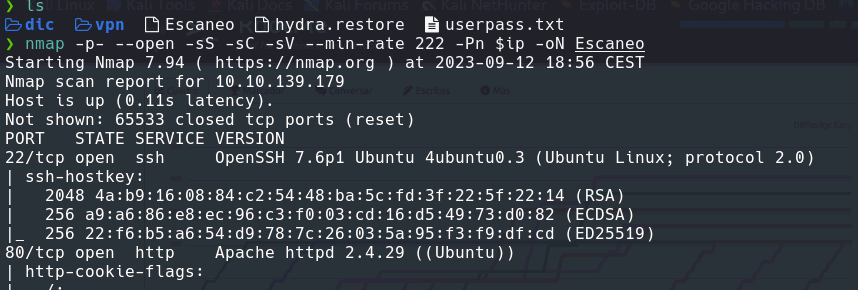 ❯ ls
dic vpn Escaneo hydra.restore userpass.txt
❯ nmap -p- --open -sS -sC -sV --min-rate 222 -Pn $ip -oN Escaneo
Starting Nmap 7.94 ( https://nmap.org ) at 2023-09-12 18:56 CEST
Nmap scan report for 10.10.139.179
Host is up (0.11s latency).
Not shown: 65533 closed tcp ports (reset)
PORT   STATE SERVICE VERSION
22/tcp open  ssh     OpenSSH 7.6p1 Ubuntu 4ubuntu0.3 (Ubuntu Linux; protocol 2.0)
| ssh-hostkey:
|   2048 4a:b9:16:08:84:c2:54:48:ba:5c:fd:3f:22:5f:22:14 (RSA)
|   256 a9:a6:86:e8:ec:96:c3:f0:03:cd:16:d5:49:73:d0:82 (ECDSA)
|_  256 22:f6:b5:a6:54:d9:78:7c:26:03:5a:95:f3:f9:df:cd (ED25519)
80/tcp open  http    Apache httpd 2.4.29 ((Ubuntu))
| http-cookie-flags:
|   /: